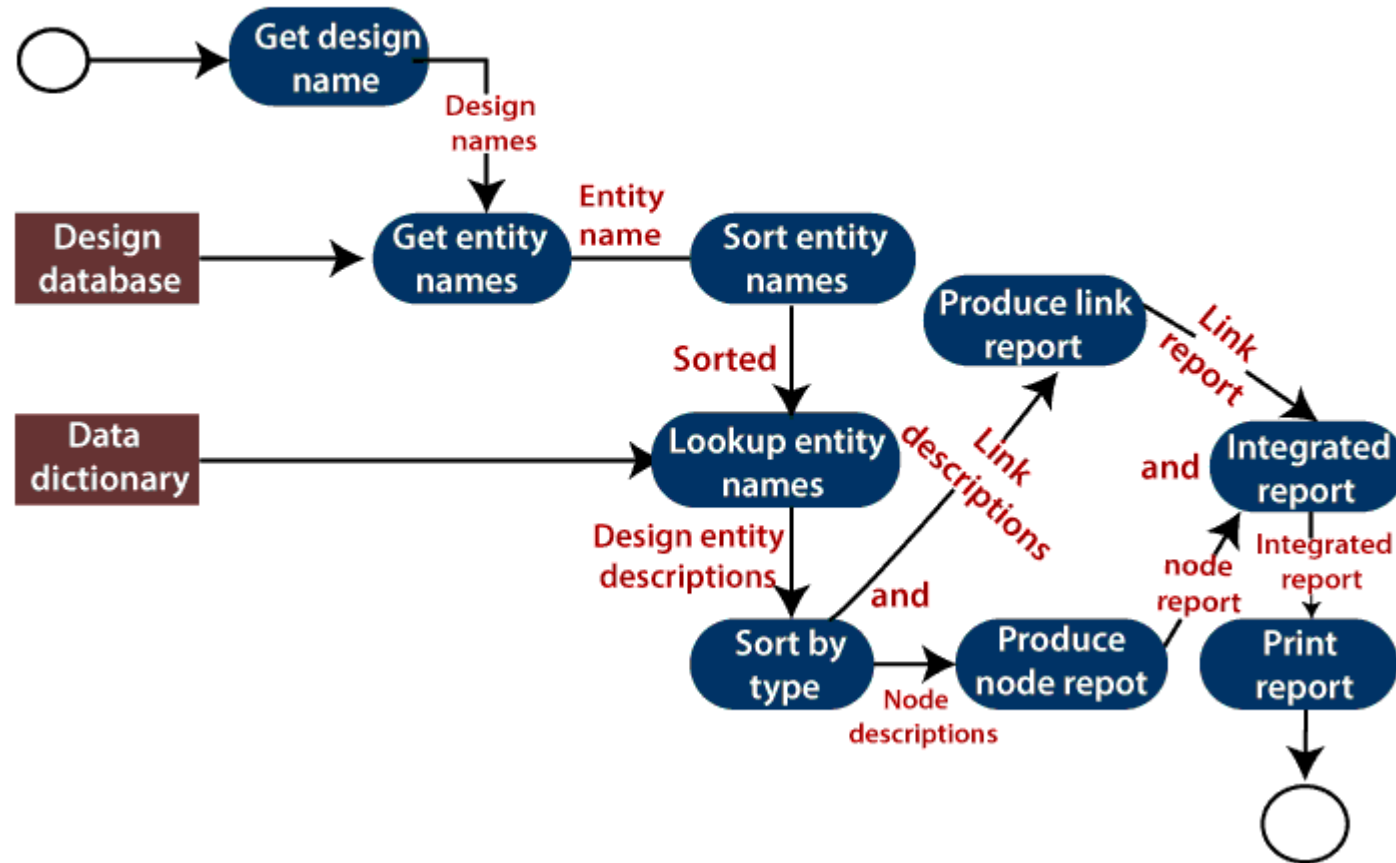 Get design
name
Design
names
Design
database
Get entity
names
Entity
name
Sort entity
names
Sorted
Data
dictionary
Lookup entity
names
Design entity
descriptions
Sort by
type
and
Link
descriptions
Produce link
report
Link
report
Node
descriptions
Produce
node repot
node
report
and
Integrated
report
Integrated
report
Print
report